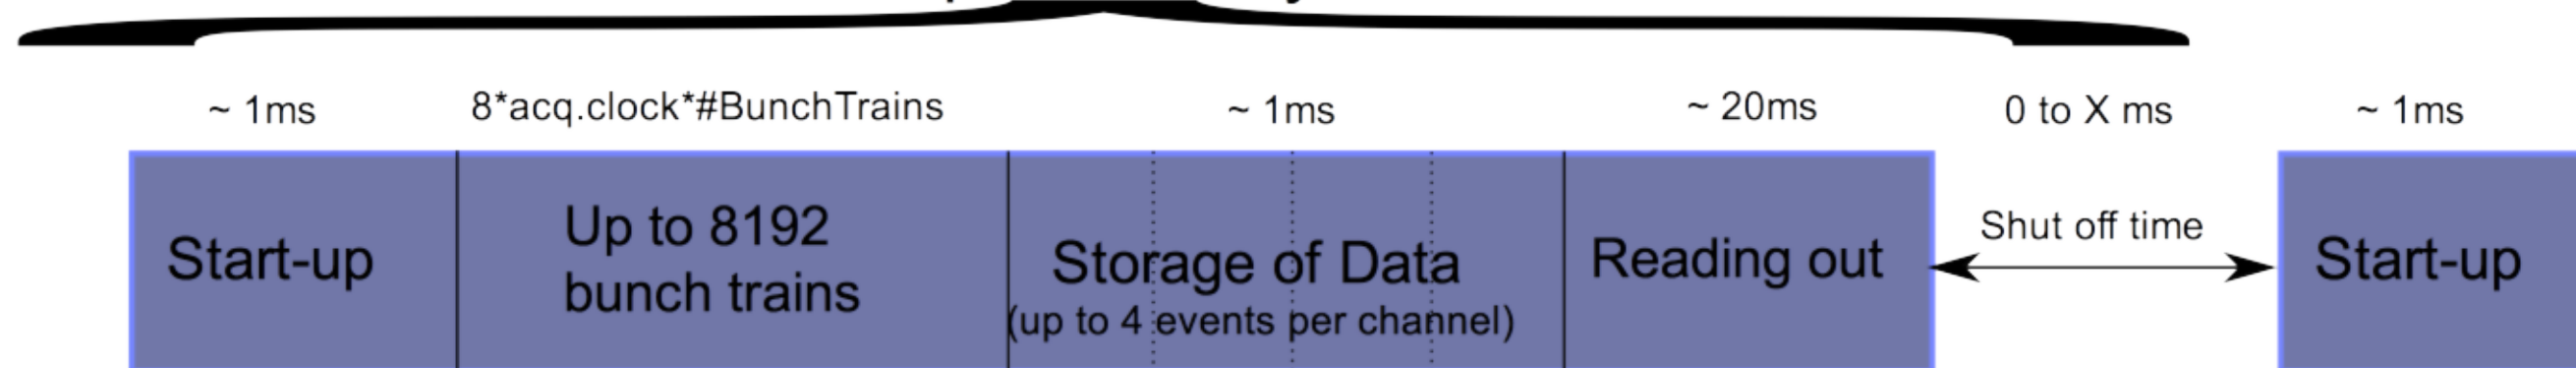 ~ 1ms 8*acq.clock*#BunchTrains ~ 1ms ~ 20ms 0 to X ms ~ 1ms
Start-up
Up to 8192
bunch trains
Storage of Data
(up to 4 events per channel)
Reading out
Shut off time
Start-up